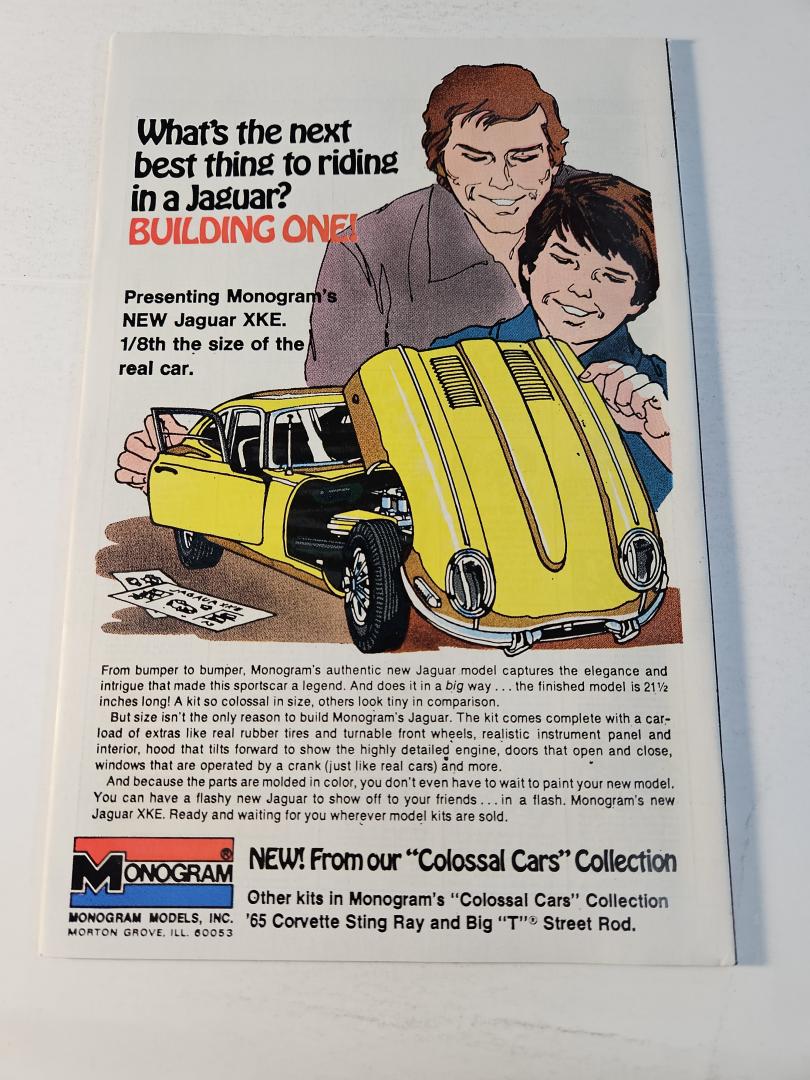 What's the next
best thing to riding
in a Jaguar?
BUILDING ONE!
Presenting Monogram's
NEW Jaguar XKE.
1/8th the size of the
real car.
JAGAUA XKE
From bumper to bumper, Monogram's authentic new Jaguar model captures the elegance and
intrigue that made this sportscar a legend. And does it in a big way . . . the finished model is 21½
inches long! A kit so colossal in size, others look tiny in comparison.
But size isn't the only reason to build Monogram's Jaguar. The kit comes complete with a car-
load of extras like real rubber tires and turnable front wheels, realistic instrument panel and
interior, hood that tilts forward to show the highly detailed engine, doors that open and close,
windows that are operated by a crank (just like real cars) and more.
And because the parts are molded in color, you don't even have to wait to paint your new model.
You can have a flashy new Jaguar to show off to your friends . . . in a flash. Monogram's new
Jaguar XKE. Ready and waiting for you wherever model kits are sold.
MONOGRAM®
MONOGRAM MODELS, INC.
MORTON GROVE, ILL. 60053
NEW! From our "Colossal Cars" Collection
Other kits in Monogram's "Colossal Cars" Collection
'65 Corvette Sting Ray and Big "T"® Street Rod.